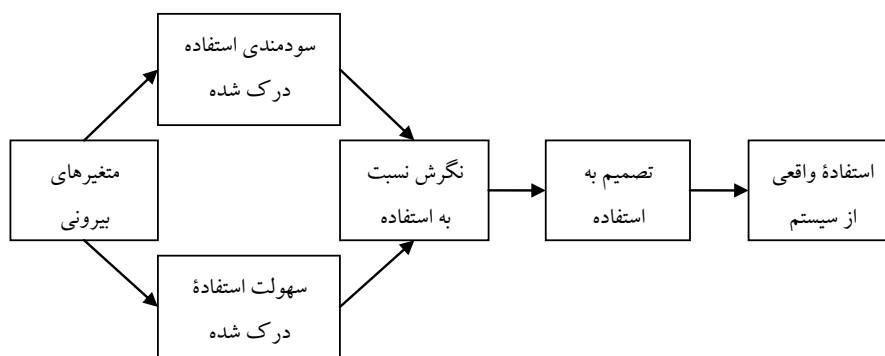 سودمندی استفاده
درک شده
متغیرهای
بیرونی
نگرش نسبت
به استفاده
تصمیم به
استفاده
استفادهٔ واقعی
از سیستم
سهولت استفادهٔ
درک شده